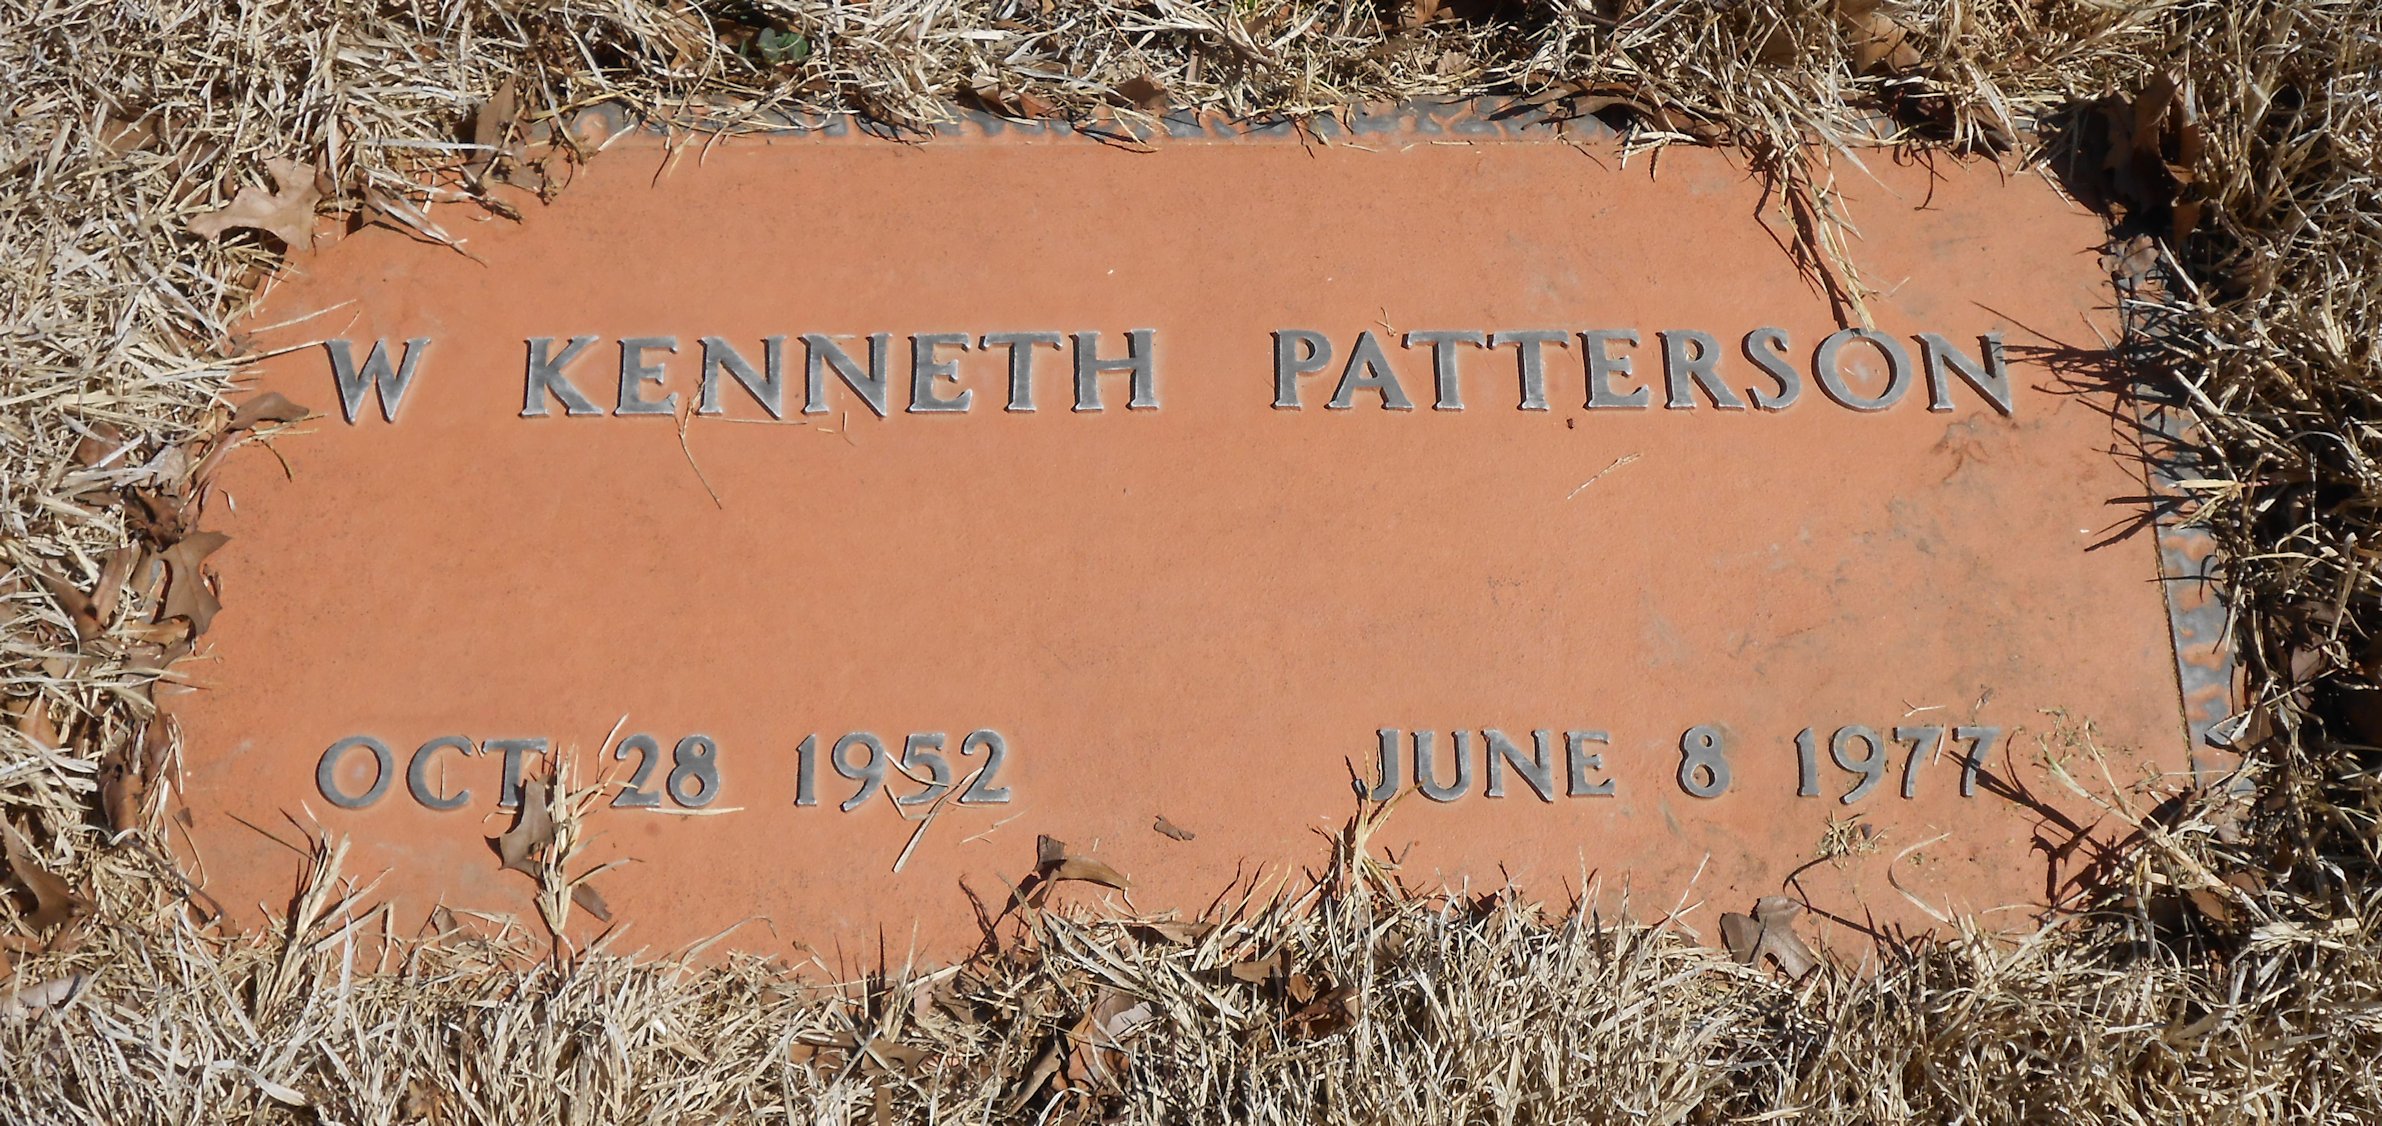 W KENNETH PATTERSON
OCT 28 1952 JUNE 8 1977